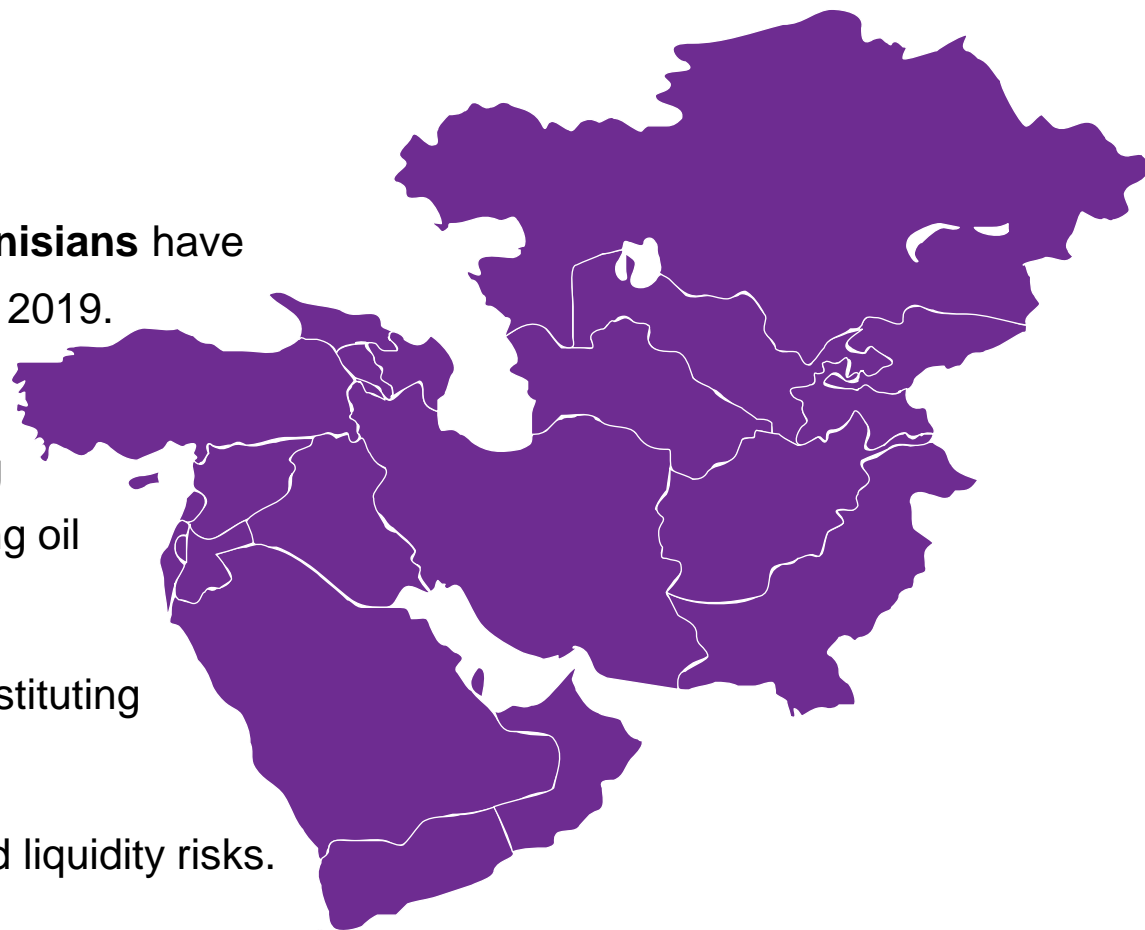 nisians have
2019.
g oil
stituting
d liquidity risks.